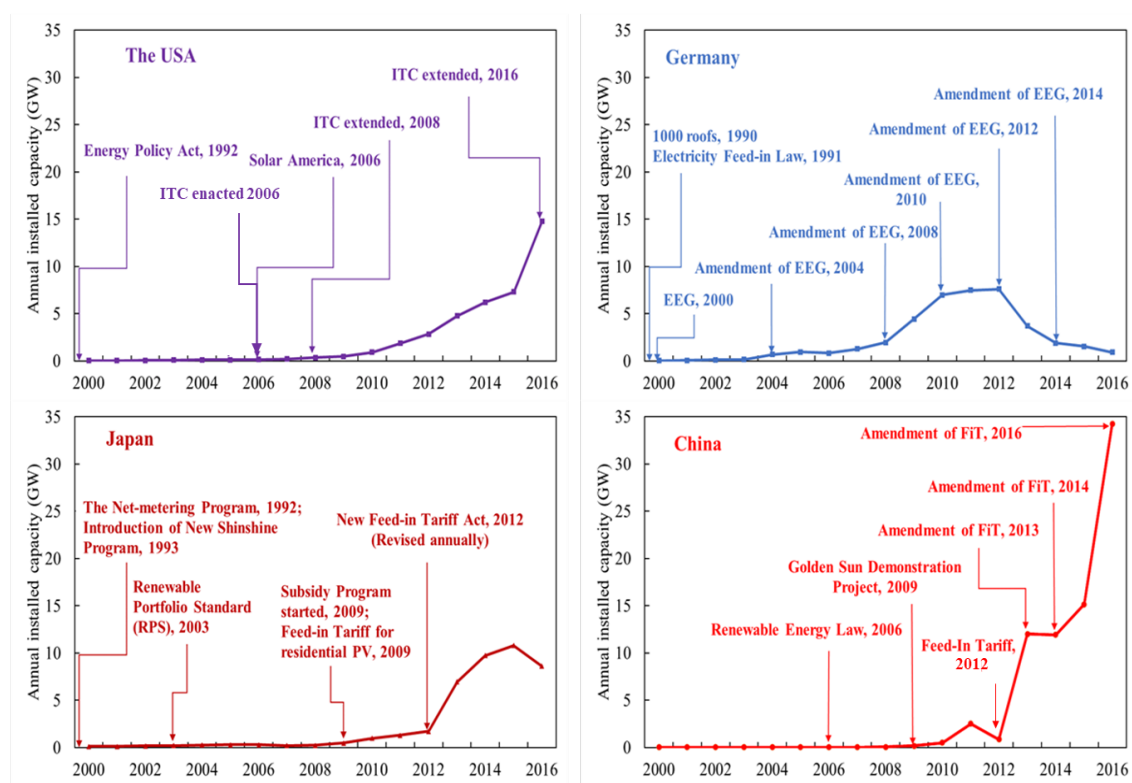 The USA
Annual installed capacity (GW)
35
30
25
20
15
10
5
0
ITC extended, 2016
ITC extended, 2008
Energy Policy Act, 1992
Solar America, 2006
ITC enacted 2006
2000 2002 2004 2006 2008 2010 2012 2014 2016
Germany
Annual installed capacity (GW)
35
30
25
20
15
10
5
0
Amendment of EEG, 2014
Amendment of EEG, 2012
1000 roofs, 1990
Electricity Feed-in Law, 1991
Amendment of EEG,
2010
Amendment of EEG, 2008
Amendment of EEG, 2004
EEG, 2000
2000 2002 2004 2006 2008 2010 2012 2014 2016
Japan
Annual installed capacity (GW)
35
30
25
20
15
10
5
0
The Net-metering Program, 1992;
Introduction of New Shinshine
Program, 1993
New Feed-in Tariff Act, 2012
(Revised annually)
Renewable
Portfolio Standard
(RPS), 2003
Subsidy Program
started, 2009;
Feed-in Tariff for
residential PV, 2009
2000 2002 2004 2006 2008 2010 2012 2014 2016
China
Annual installed capacity (GW)
35
30
25
20
15
10
5
0
Amendment of FiT, 2016
Amendment of FiT, 2014
Amendment of FiT, 2013
Golden Sun Demonstration
Project, 2009
Renewable Energy Law, 2006
Feed-In Tariff,
2012
2000 2002 2004 2006 2008 2010 2012 2014 2016